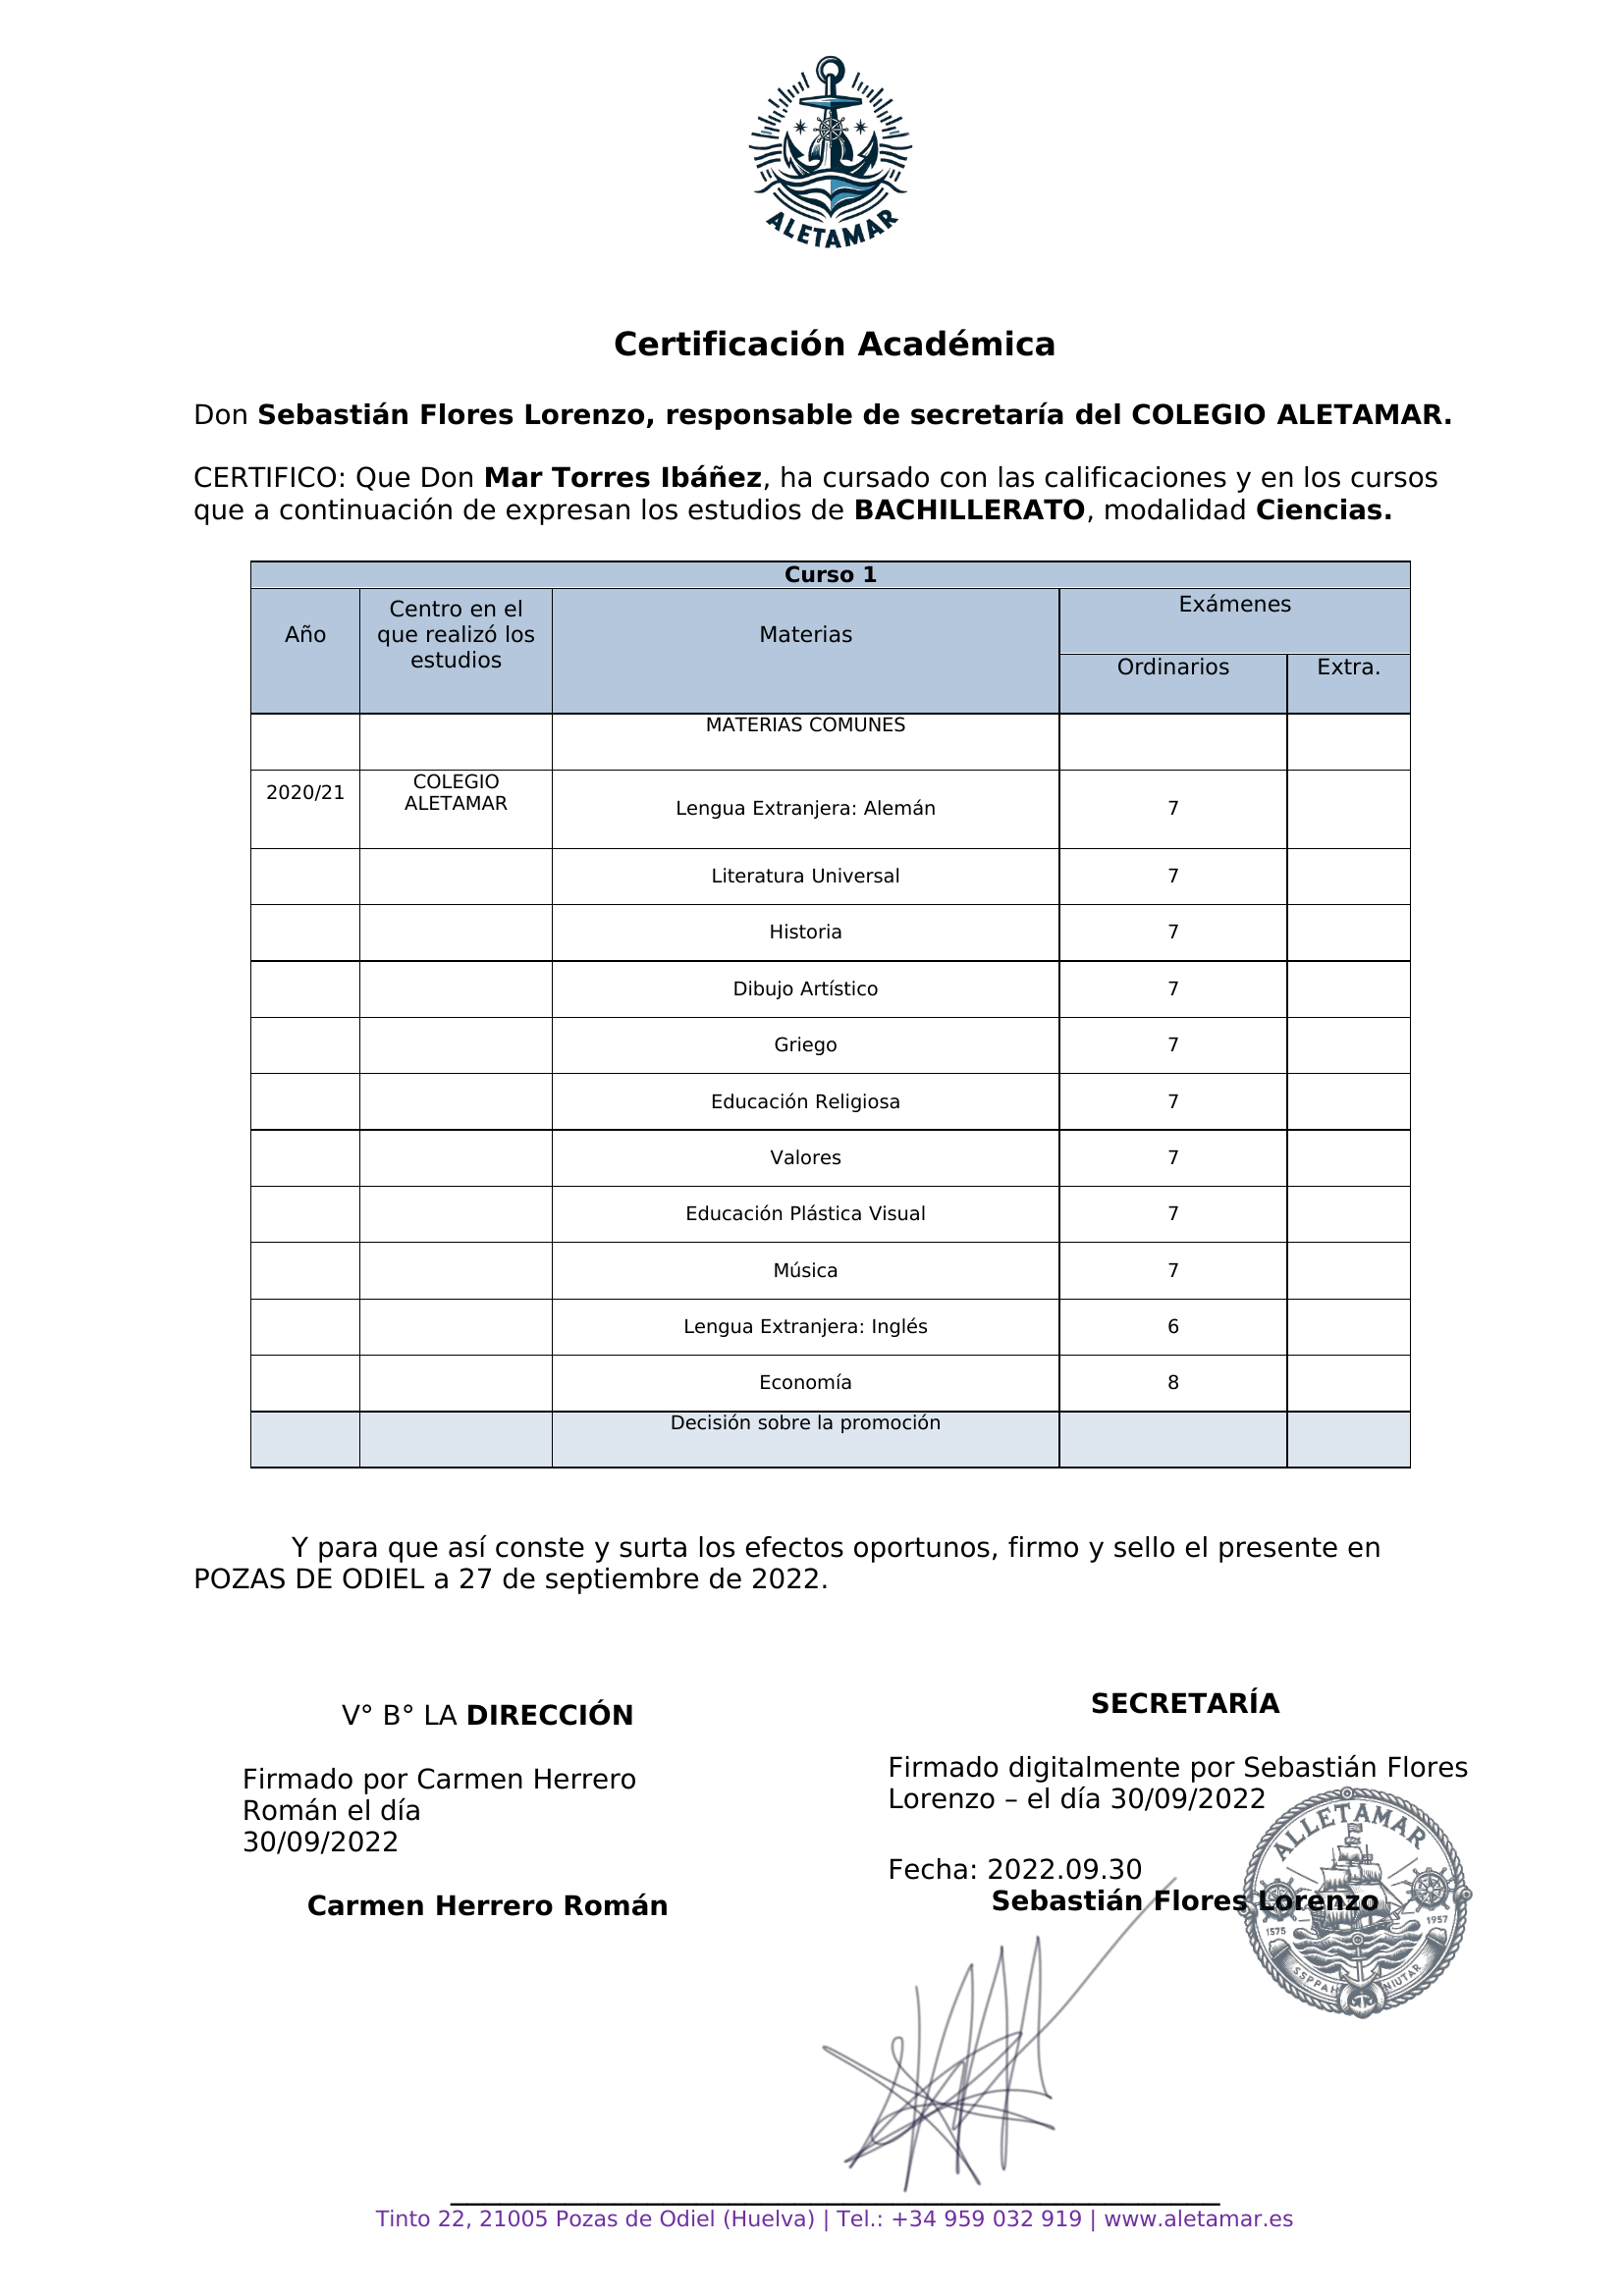 ALETAMAR
Certificación Académica
Don Sebastián Flores Lorenzo, responsable de secretaría del COLEGIO ALETAMAR.
CERTIFICO: Que Don Mar Torres Ibáñez, ha cursado con las calificaciones y en los cursos
que a continuación de expresan los estudios de BACHILLERATO, modalidad Ciencias.
Curso 1
Año
Centro en el
que realizó los
estudios
Materias
Exámenes
Ordinarios
Extra.
MATERIAS COMUNES
2020/21
COLEGIO
ALETAMAR
Lengua Extranjera: Alemán 7
Literatura Universal 7
Historia 7
Dibujo Artístico 7
Griego 7
Educación Religiosa 7
Valores 7
Educación Plástica Visual 7
Música 7
Lengua Extranjera: Inglés 6
Economía 8
Decisión sobre la promoción
Y para que así conste y surta los efectos oportunos, firmo y sello el presente en
POZAS DE ODIEL a 27 de septiembre de 2022.
V° B° LA DIRECCIÓN
Firmado por Carmen Herrero
Román el día
30/09/2022
Carmen Herrero Román
SECRETARÍA
Firmado digitalmente por Sebastián Flores
Lorenzo – el día 30/09/2022
Fecha: 2022.09.30
Sebastián Flores Lorenzo
ALLETAMAR
1575
1957
SSPPAH
NIUTAR
Tinto 22, 21005 Pozas de Odiel (Huelva) | Tel.: +34 959 032 919 | www.aletamar.es